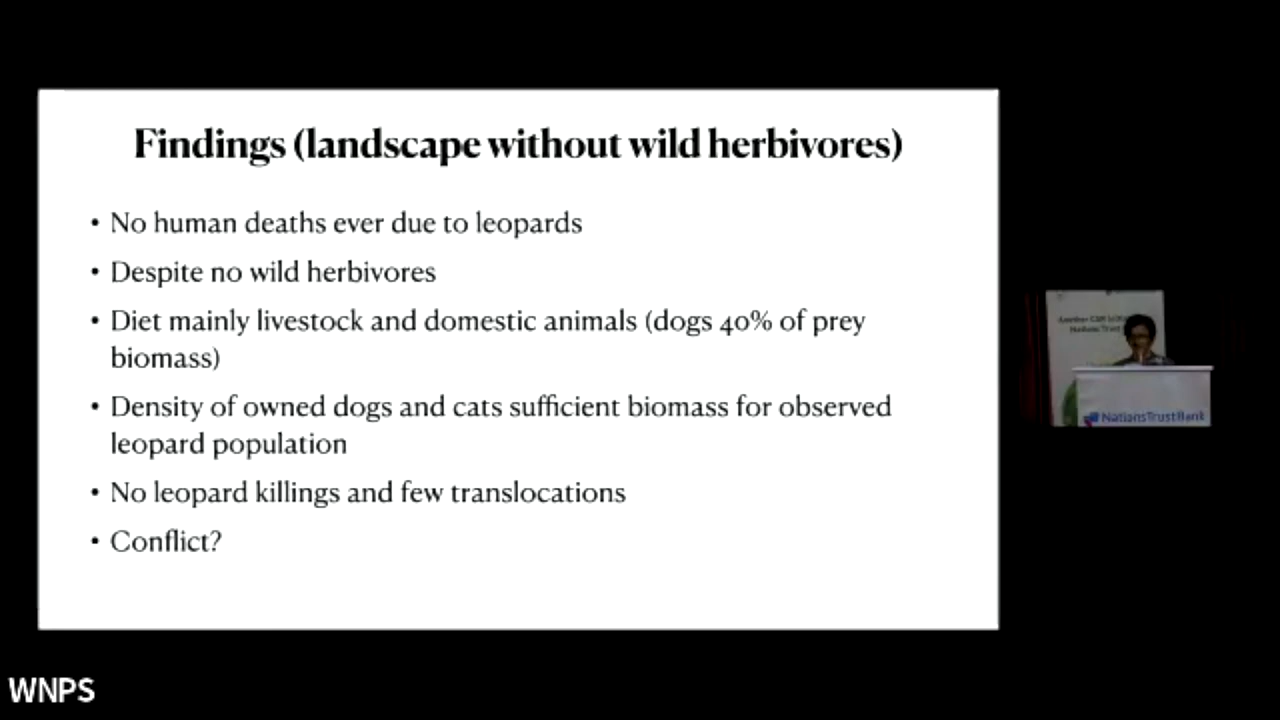 Findings (landscape without wild herbivores)
• No human deaths ever due to leopards
• Despite no wild herbivores
• Diet mainly livestock and domestic animals (dogs 40% of prey
biomass)
• Density of owned dogs and cats sufficient biomass for observed
leopard population
• No leopard killings and few translocations
• Conflict?
NationsTrustBank
WNPS